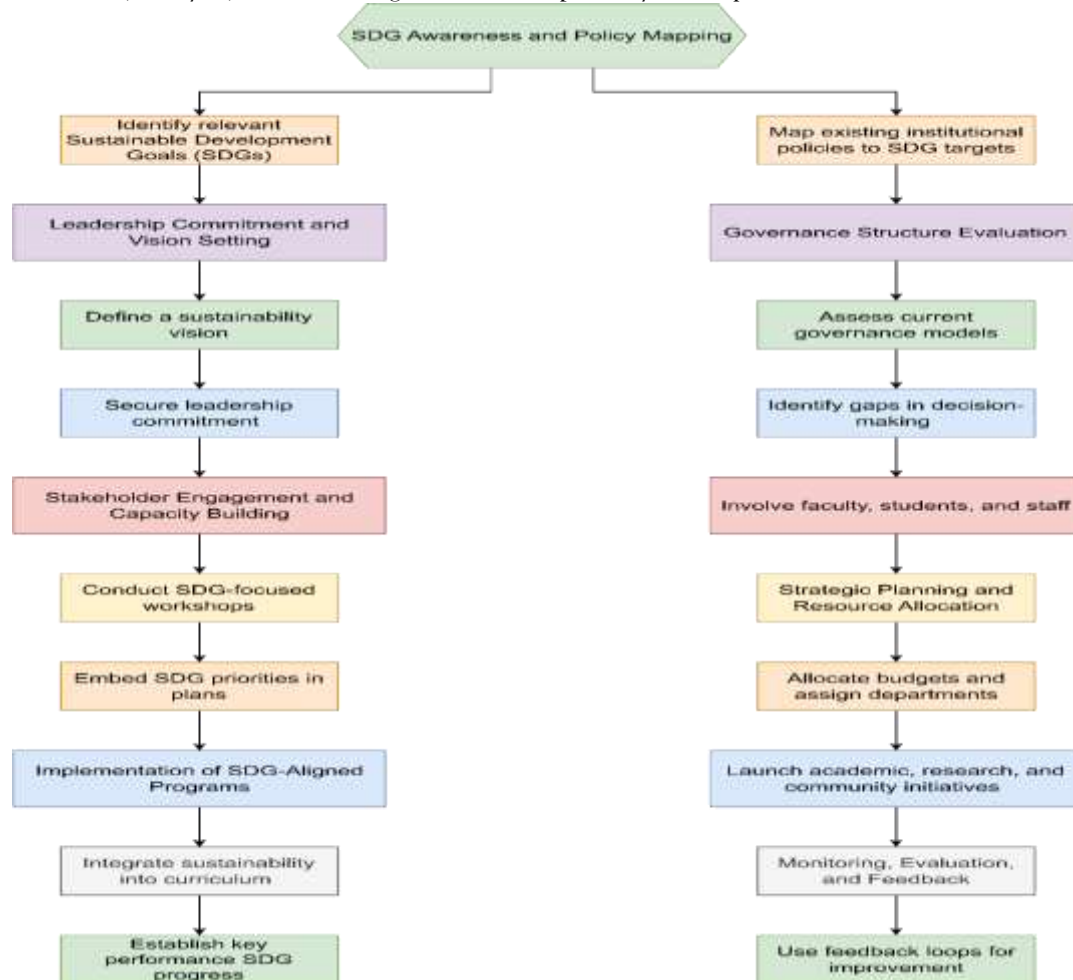 SDG Awareness and Policy Mapping
Identify relevant
Sustainable Development
Goals (SDGs)
Map existing institutional
policies to SDG targets
Leadership Commitment and
Vision Setting
Governance Structure Evaluation
Define a sustainability
vision
Assess current
governance models
Secure leadership
commitment
Identify gaps in decision-
making
Stakeholder Engagement and
Capacity Building
Involve faculty, students, and staff
Conduct SDG-focused
workshops
Strategic Planning and
Resource Allocation
Embed SDG priorities in
plans
Allocate budgets and
assign departments
Implementation of SDG-Aligned
Programs
Launch academic, research, and
community initiatives
Integrate sustainability
into curriculum
Monitoring, Evaluation,
and Feedback
Establish key
performance SDG
progress
Use feedback loops for
improvement